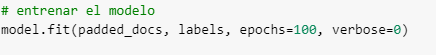 # entrenar el modelo
model.fit(padded_docs, labels, epochs=100, verbose=0)